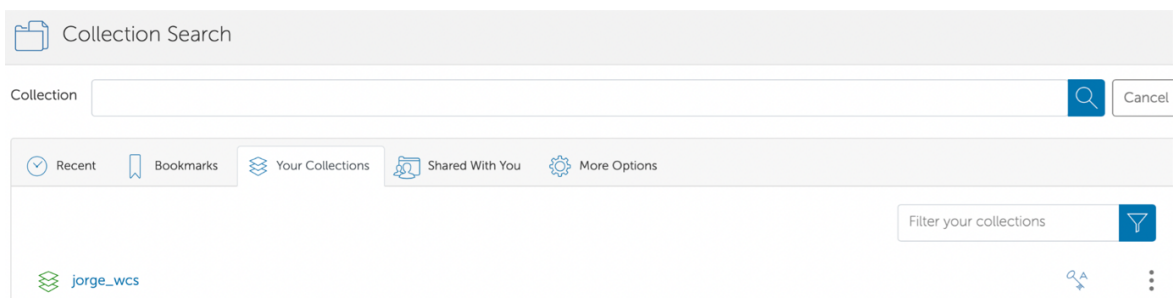 Collection Search
Collection
Cancel
Recent Bookmarks Your Collections Shared With You More Options
Filter your collections
jorge_wcs